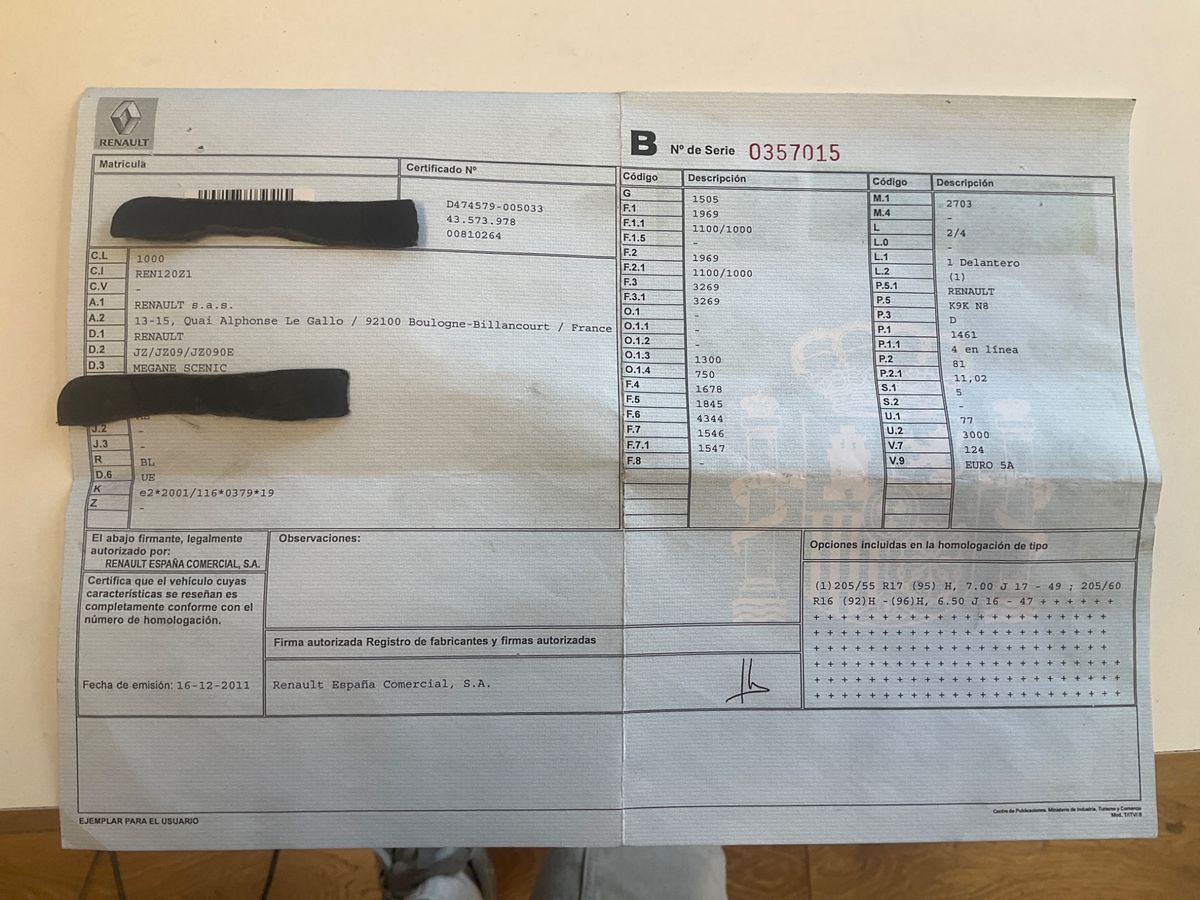 RENAULT
B Nº de Serie 0357015
Matrícula
Certificado Nº
D474579-005033
43.573.978
00810264
C.L 1000
C.I REN120Z1
C.V -
A.1 RENAULT s.a.s.
A.2 13-15, Quai Alphonse Le Gallo / 92100 Boulogne-Billancourt / France
D.1 RENAULT
D.2 JZ/JZ09/JZ090E
D.3 MEGANE SCENIC
J.2 -
J.3 -
R BL
D.6 UE
K e2*2001/116*0379*19
Z -
Código Descripción
G 1505
F.1 1969
F.1.1 1100/1000
F.1.5 -
F.2 1969
F.2.1 1100/1000
F.3 3269
F.3.1 3269
O.1 -
O.1.1 -
O.1.2 -
O.1.3 1300
O.1.4 750
F.4 1678
F.5 1845
F.6 4344
F.7 1546
F.7.1 1547
F.8 -
Código Descripción
M.1 2703
M.4 -
L 2/4
L.0 -
L.1 1 Delantero
L.2 (1)
P.5.1 RENAULT
P.5 K9K N8
P.3 D
P.1 1461
P.1.1 4 en línea
P.2 81
P.2.1 11,02
S.1 5
S.2 -
U.1 77
U.2 3000
V.7 124
V.9 EURO 5A
El abajo firmante, legalmente
autorizado por:
RENAULT ESPAÑA COMERCIAL, S.A.
Certifica que el vehículo cuyas
características se reseñan es
completamente conforme con el
número de homologación.
Fecha de emisión: 16-12-2011
Observaciones:
Firma autorizada Registro de fabricantes y firmas autorizadas
Renault España Comercial, S.A.
Opciones incluidas en la homologación de tipo
(1)205/55 R17 (95) H, 7.00 J 17 - 49 ; 205/60
R16 (92)H -(96)H, 6.50 J 16 - 47 + + + + + +
+ + + + + + + + + + + + + + + + + + + + + +
+ + + + + + + + + + + + + + + + + + + + + +
+ + + + + + + + + + + + + + + + + + + + + +
+ + + + + + + + + + + + + + + + + + + + + + +
+ + + + + + + + + + + + + + + + + + + + + + +
+ + + + + + + + + + + + + + + + + + + + + + +
EJEMPLAR PARA EL USUARIO
Centro de Publicaciones. Ministerio de Industria, Turismo y Comercio
Mod. T/ITV/B